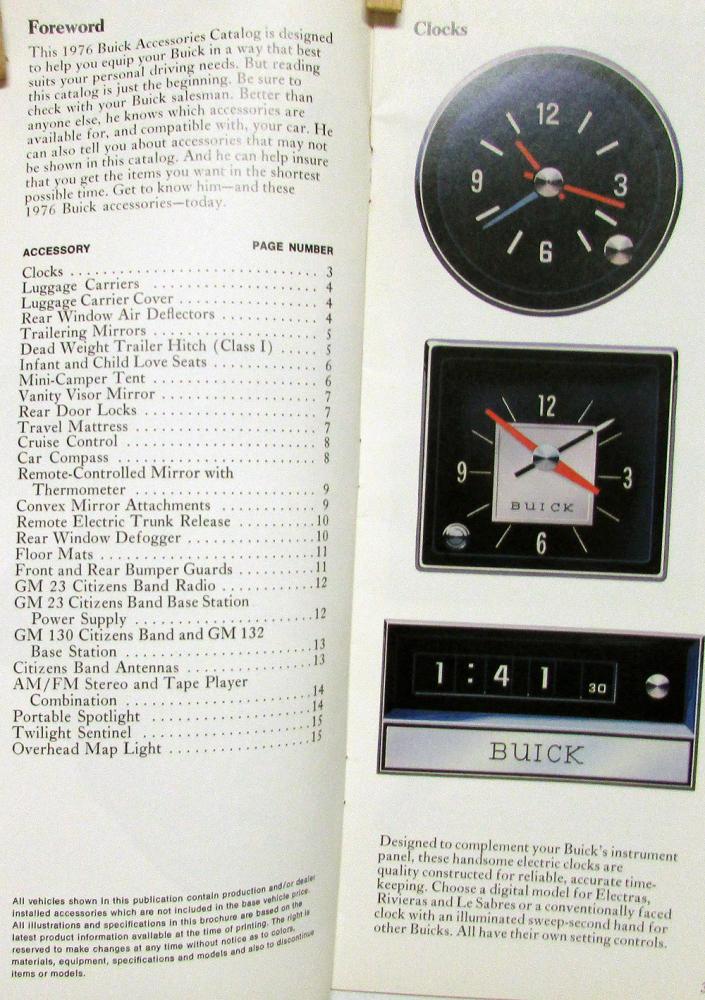 Foreword
This 1976 Buick Accessories Catalog is designed
to help you equip your Buick in a way that best
suits your personal driving needs. But reading
this catalog is just the beginning. Be sure to
check with your Buick salesman. Better than
anyone else, he knows which accessories are
available for, and compatible with, your car. He
can also tell you about accessories that may not
be shown in this catalog. And he can help insure
that you get the items you want in the shortest
possible time. Get to know him—and these
1976 Buick accessories—today.
ACCESSORY PAGE NUMBER
Clocks . . . . . . . . . . . . . . . . . . . . . . . . . . . . 3
Luggage Carriers . . . . . . . . . . . . . . . . . . . . 4
Luggage Carrier Cover . . . . . . . . . . . . . . . . 4
Rear Window Air Deflectors . . . . . . . . . . . . 4
Trailering Mirrors . . . . . . . . . . . . . . . . . . . 5
Dead Weight Trailer Hitch (Class I) . . . . . 5
Infant and Child Love Seats . . . . . . . . . . . . 6
Mini-Camper Tent . . . . . . . . . . . . . . . . . . . 6
Vanity Visor Mirror . . . . . . . . . . . . . . . . . . 7
Rear Door Locks . . . . . . . . . . . . . . . . . . . . 7
Travel Mattress . . . . . . . . . . . . . . . . . . . . . 7
Cruise Control . . . . . . . . . . . . . . . . . . . . . . 8
Car Compass . . . . . . . . . . . . . . . . . . . . . . . 8
Remote-Controlled Mirror with
Thermometer . . . . . . . . . . . . . . . . . . . . 9
Convex Mirror Attachments . . . . . . . . . . . . 9
Remote Electric Trunk Release . . . . . . . . . 10
Rear Window Defogger . . . . . . . . . . . . . . . 10
Floor Mats . . . . . . . . . . . . . . . . . . . . . . . . . 11
Front and Rear Bumper Guards . . . . . . . . . 11
GM 23 Citizens Band Radio . . . . . . . . . . . . 12
GM 23 Citizens Band Base Station
Power Supply . . . . . . . . . . . . . . . . . . . . 12
GM 130 Citizens Band and GM 132
Base Station . . . . . . . . . . . . . . . . . . . . . 13
Citizens Band Antennas . . . . . . . . . . . . . . . 13
AM/FM Stereo and Tape Player
Combination . . . . . . . . . . . . . . . . . . . . . 14
Portable Spotlight . . . . . . . . . . . . . . . . . . . 14
Twilight Sentinel . . . . . . . . . . . . . . . . . . . . 15
Overhead Map Light . . . . . . . . . . . . . . . . . 15
All vehicles shown in this publication contain production and/or dealer
installed accessories which are not included in the base vehicle price.
All illustrations and specifications in this brochure are based on the
latest product information available at the time of printing. The right is
reserved to make changes at any time without notice as to colors,
materials, equipment, specifications and models and also to discontinue
items or models.
Clocks
12
9 3
6
12
9 3
BUICK
6
1:41 30
BUICK
Designed to complement your Buick's instrument
panel, these handsome electric clocks are
quality constructed for reliable, accurate time-
keeping. Choose a digital model for Electras,
Rivieras and Le Sabres or a conventionally faced
clock with an illuminated sweep-second hand for
other Buicks. All have their own setting controls.
3